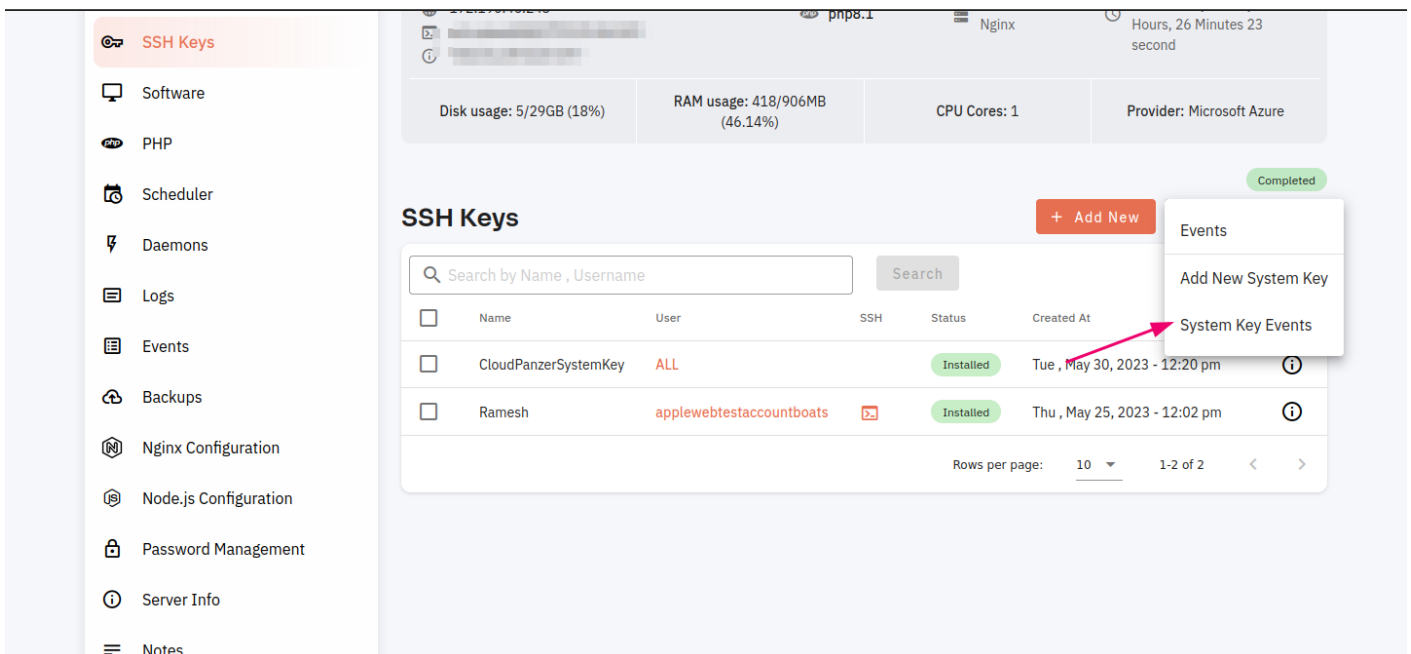 SSH Keys
Software
PHP
Scheduler
Daemons
Logs
Events
Backups
Nginx Configuration
Node.js Configuration
Password Management
Server Info
Notes
php8.1
Nginx
Hours, 26 Minutes 23
second
Disk usage: 5/29GB (18%)
RAM usage: 418/906MB
(46.14%)
CPU Cores: 1
Provider: Microsoft Azure
Completed
SSH Keys
+ Add New
Events
Add New System Key
System Key Events
Search by Name , Username
Search
Name User SSH Status Created At
CloudPanzerSystemKey ALL Installed Tue , May 30, 2023 - 12:20 pm
Ramesh applewebtestaccountboats Installed Thu , May 25, 2023 - 12:02 pm
Rows per page: 10 1-2 of 2